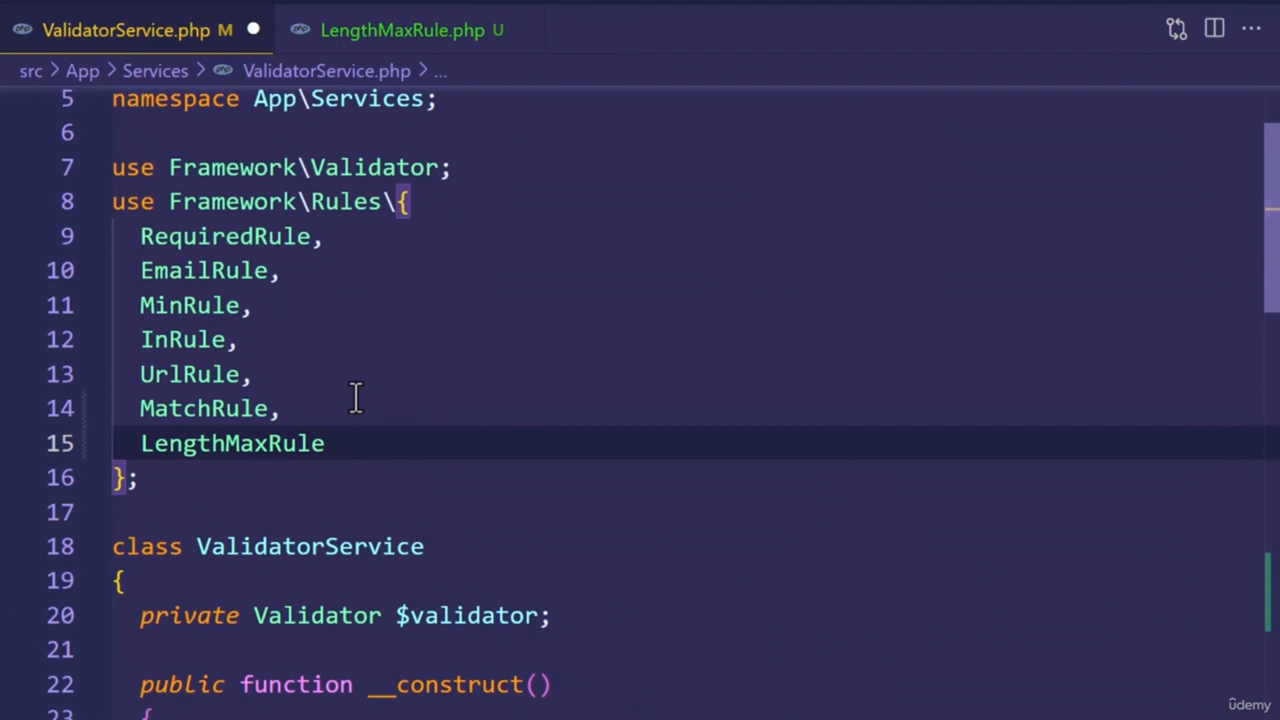 ValidatorService.php M
LengthMaxRule.php U
src > App > Services > ValidatorService.php > ...
5 namespace App\Services;
6
7 use Framework\Validator;
8 use Framework\Rules\{
9 RequiredRule,
10 EmailRule,
11 MinRule,
12 InRule,
13 UrlRule,
14 MatchRule,
15 LengthMaxRule
16 };
17
18 class ValidatorService
19 {
20 private Validator $validator;
21
22 public function __construct()
23 {
udemy